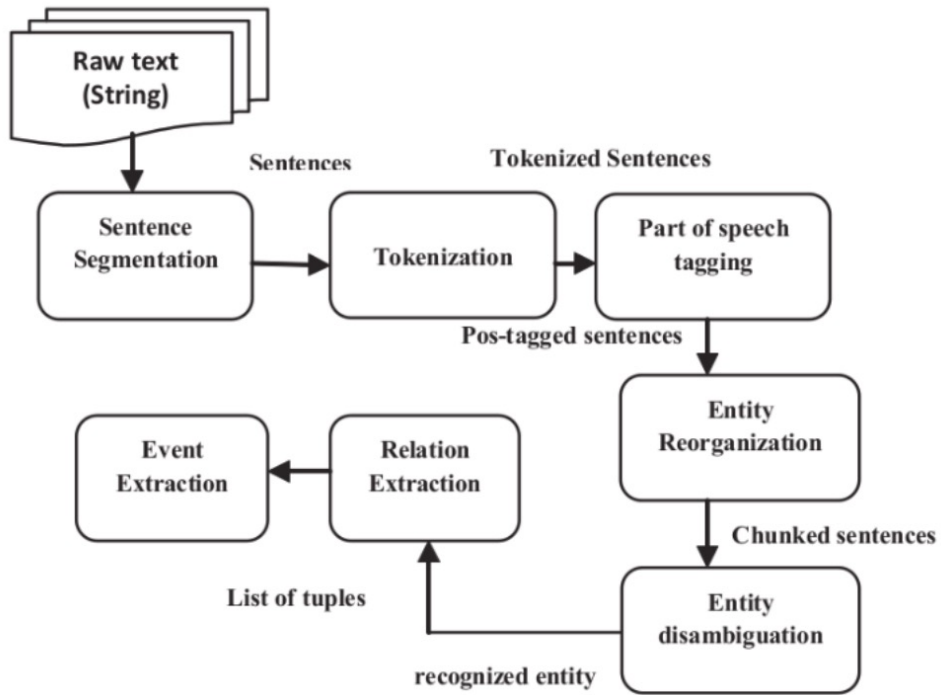 Raw text
(String)
Sentences
Tokenized Sentences
Sentence
Segmentation
Tokenization
Part of speech
tagging
Pos-tagged sentences
Entity
Reorganization
Event
Extraction
Relation
Extraction
Chunked sentences
List of tuples
Entity
disambiguation
recognized entity